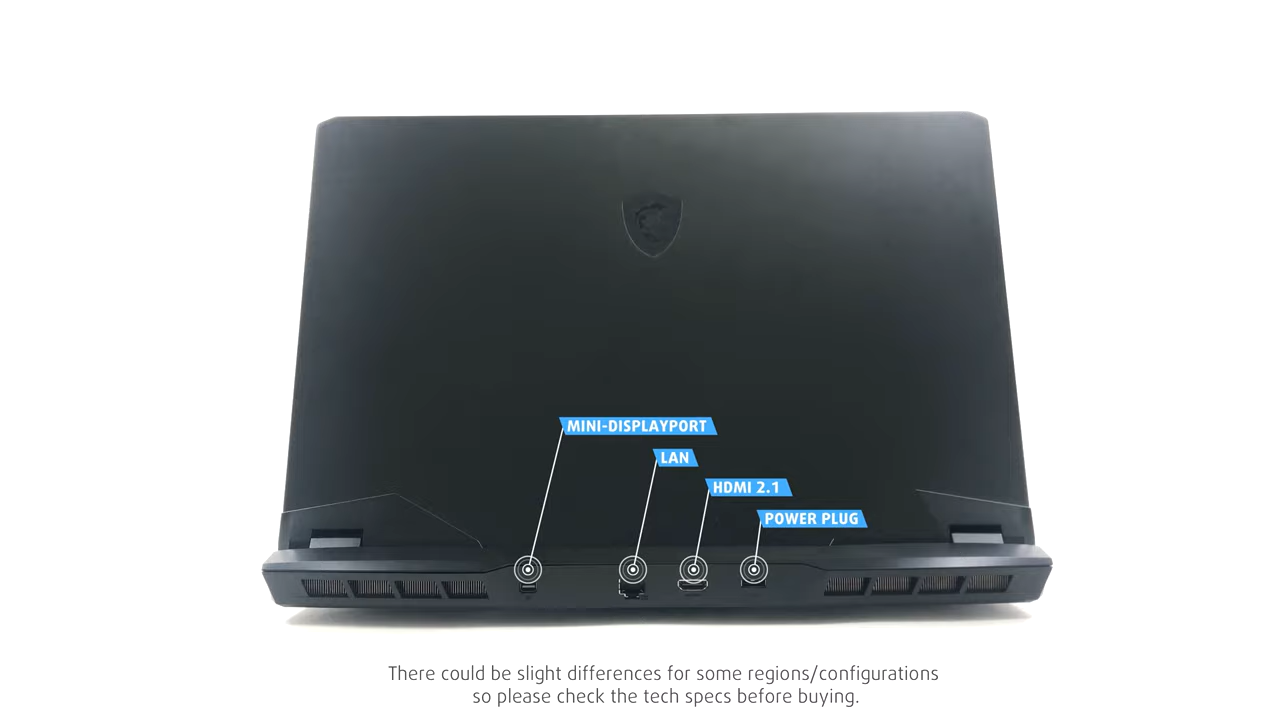 MINI-DISPLAYPORT
LAN
HDMI 2.1
POWER PLUG
There could be slight differences for some regions/configurations
so please check the tech specs before buying.